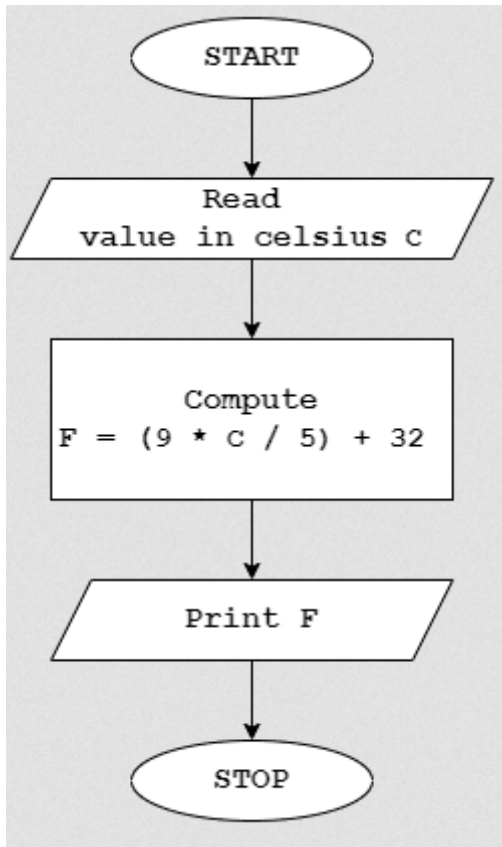 START
Read
value in celsius C
Compute
F = (9 * C / 5) + 32
Print F
STOP